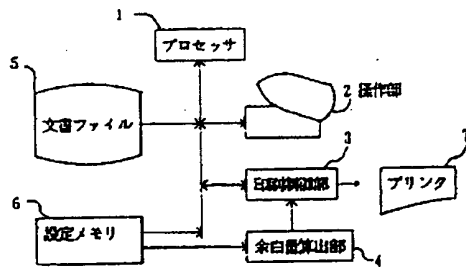 1
プロセッサ
5
文書ファイル
2 操作部
3
印刷制御部
7
プリンタ
6
設定メモリ
余白量算出部
4